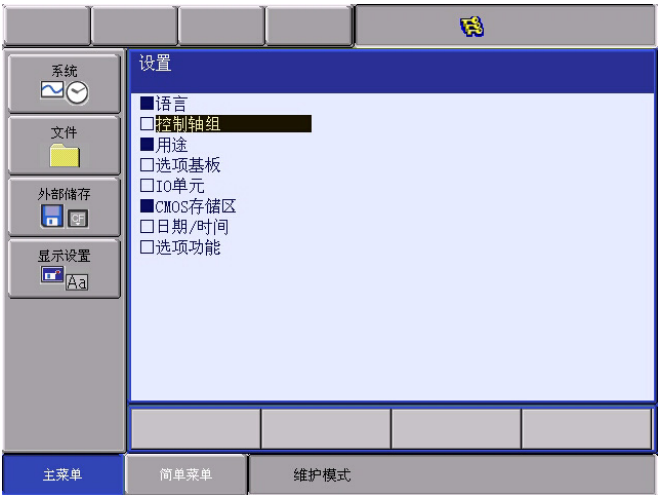 系统
文件
外部储存
CF
显示设置
Aa
设置
■语言
□控制轴组
■用途
□选项基板
□IO单元
■CMOS存储区
□日期/时间
□选项功能
主菜单
简单菜单
维护模式